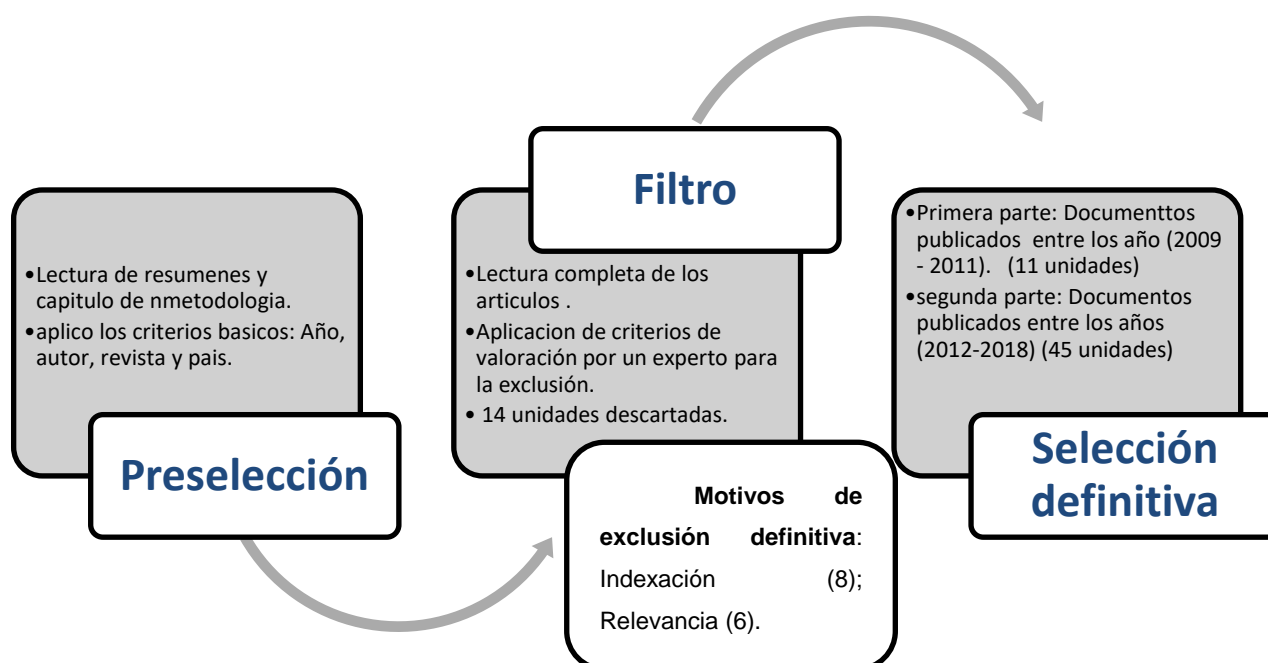 •Lectura de resumenes y
capitulo de nmetodologia.
•aplico los criterios basicos: Año,
autor, revista y pais.
Preselección
Filtro
•Lectura completa de los
articulos .
•Aplicacion de criterios de
valoración por un experto para
la exclusión.
• 14 unidades descartadas.
Motivos de
exclusión definitiva:
Indexación (8);
Relevancia (6).
•Primera parte: Documenttos
publicados entre los año (2009
- 2011). (11 unidades)
•segunda parte: Documentos
publicados entre los años
(2012-2018) (45 unidades)
Selección
definitiva